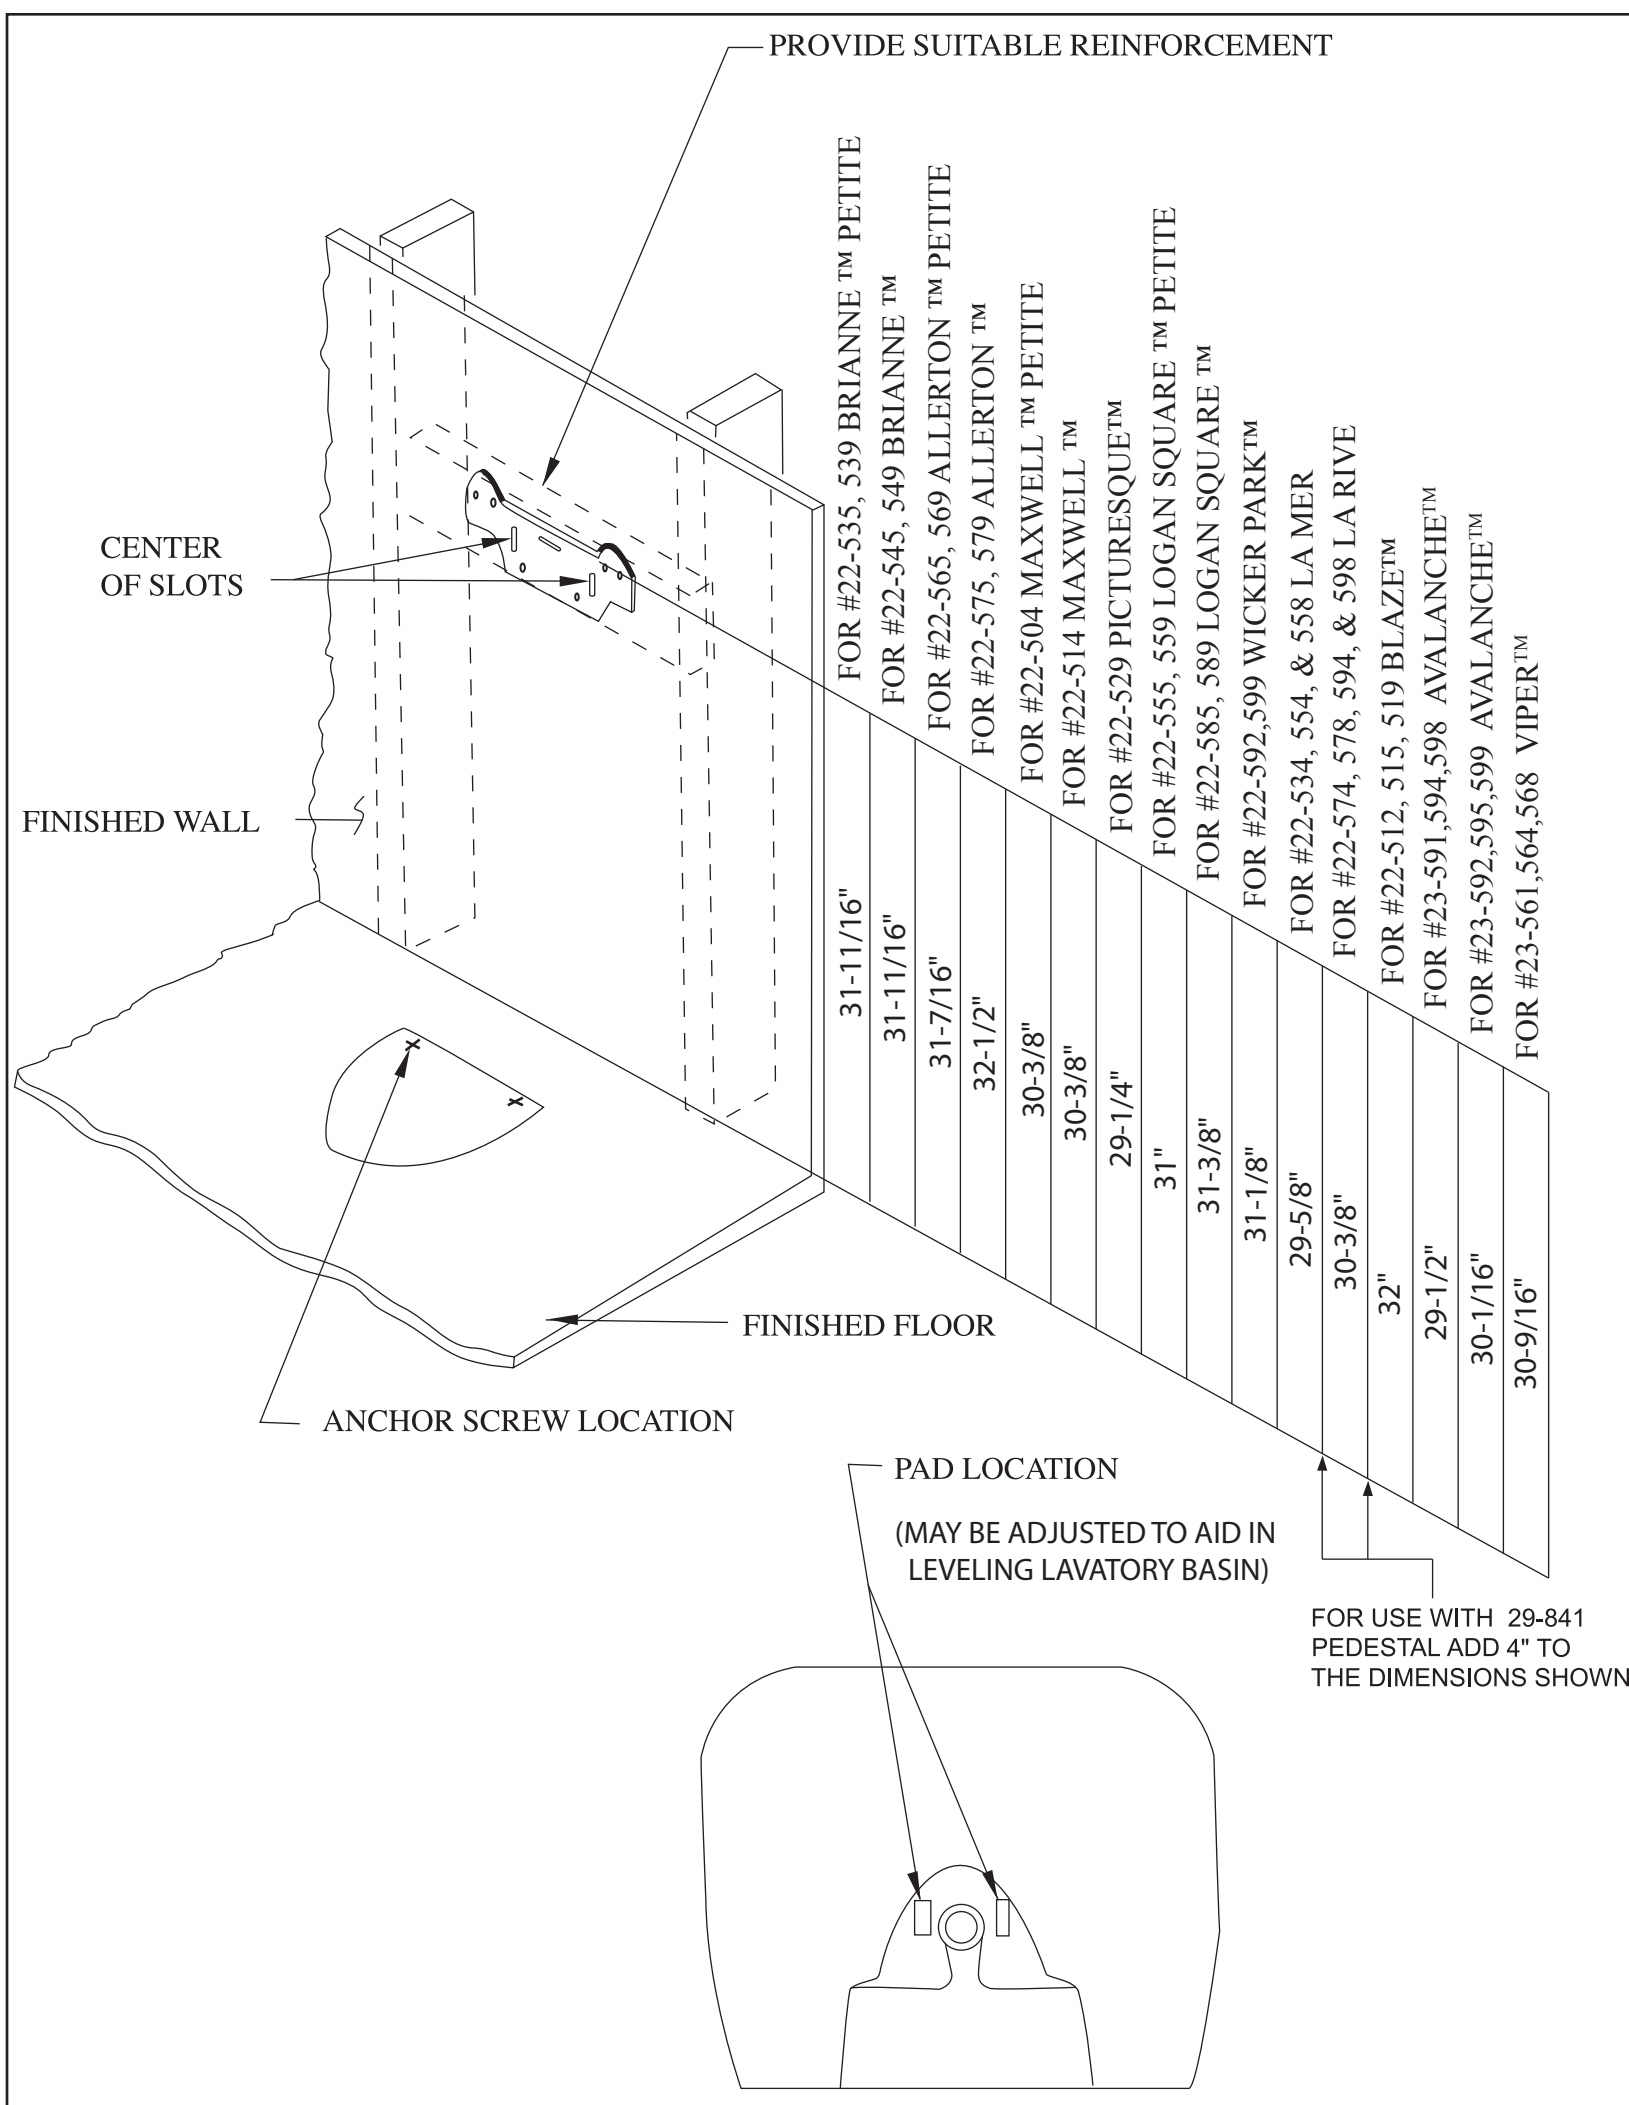 PROVIDE SUITABLE REINFORCEMENT
CENTER
OF SLOTS
FINISHED WALL
FOR #22-535, 539 BRIANNE ™ PETITE
FOR #22-545, 549 BRIANNE ™
FOR #22-565, 569 ALLERTON ™ PETITE
FOR #22-575, 579 ALLERTON ™
FOR #22-504 MAXWELL ™ PETITE
FOR #22-514 MAXWELL ™
FOR #22-529 PICTURESQUE™
FOR #22-555, 559 LOGAN SQUARE ™ PETITE
FOR #22-585, 589 LOGAN SQUARE ™
FOR #22-592,599 WICKER PARK™
FOR #22-534, 554, & 558 LA MER
FOR #22-574, 578, 594, & 598 LA RIVE
FOR #22-512, 515, 519 BLAZE™
FOR #23-591,594,598 AVALANCHE™
FOR #23-592,595,599 AVALANCHE™
FOR #23-561,564,568 VIPER™
31-11/16"
31-11/16"
31-7/16"
32-1/2"
30-3/8"
30-3/8"
29-1/4"
31"
31-3/8"
31-1/8"
29-5/8"
30-3/8"
32"
29-1/2"
30-1/16"
30-9/16"
FINISHED FLOOR
ANCHOR SCREW LOCATION
PAD LOCATION
(MAY BE ADJUSTED TO AID IN
LEVELING LAVATORY BASIN)
FOR USE WITH 29-841
PEDESTAL ADD 4" TO
THE DIMENSIONS SHOWN